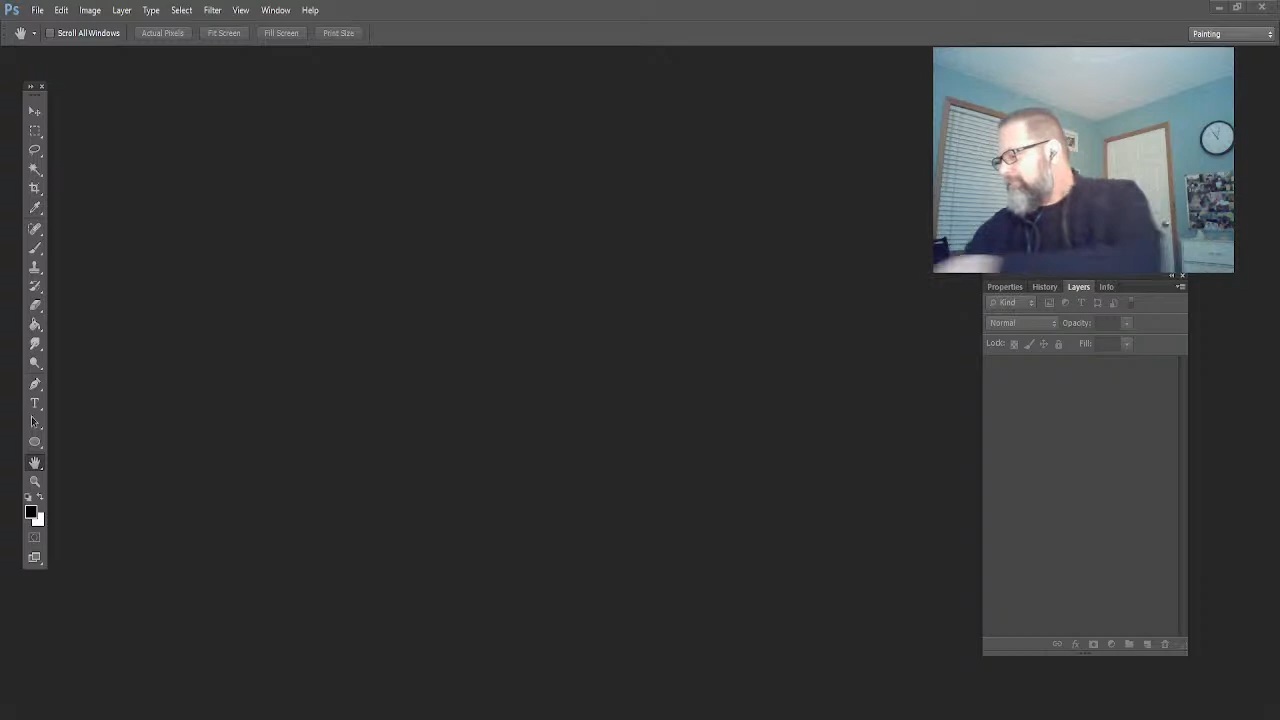 Ps File Edit Image Layer Type Select Filter View Window Help
Scroll All Windows Actual Pixels Fit Screen Fill Screen Print Size Painting
Properties History Layers Info
Kind T
Normal Opacity:
Lock: Fill:
T
fx